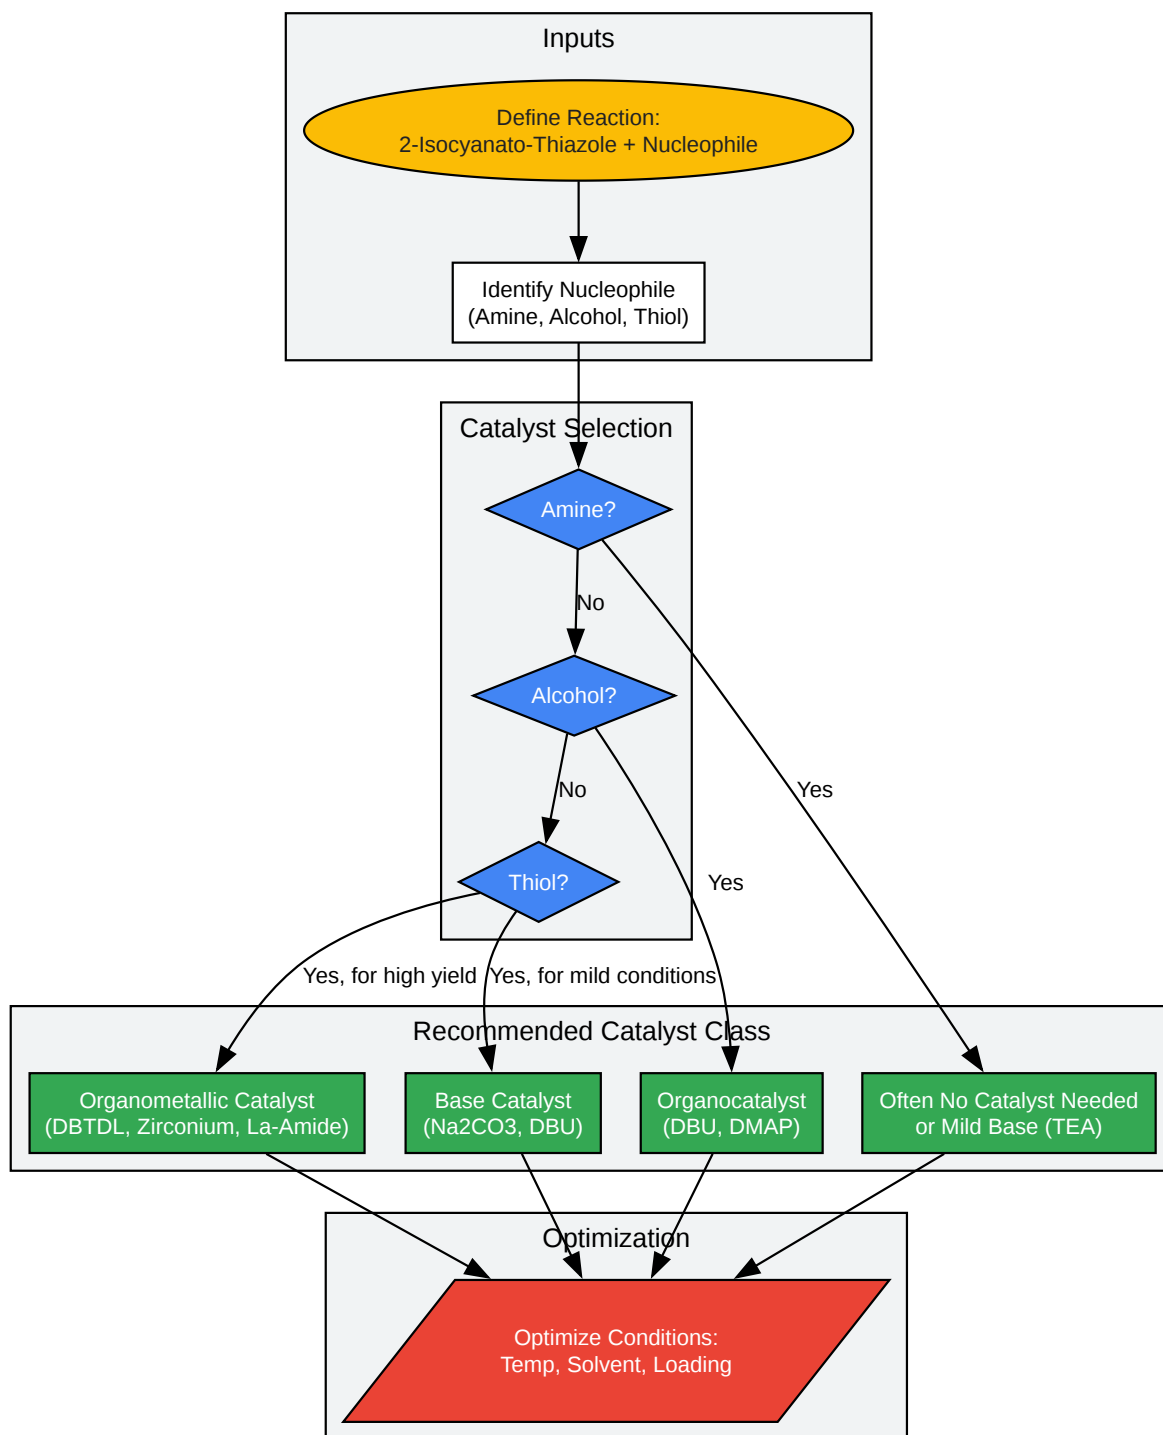 Inputs
Define Reaction:
2-Isocyanato-Thiazole + Nucleophile
Identify Nucleophile
(Amine, Alcohol, Thiol)
Catalyst Selection
Amine?
No
Alcohol?
Yes
No
Thiol?
Yes
Yes, for high yield
Yes, for mild conditions
Recommended Catalyst Class
Organometallic Catalyst
(DBTDL, Zirconium, La-Amide)
Base Catalyst
(Na2CO3, DBU)
Organocatalyst
(DBU, DMAP)
Often No Catalyst Needed
or Mild Base (TEA)
Optimization
Optimize Conditions:
Temp, Solvent, Loading